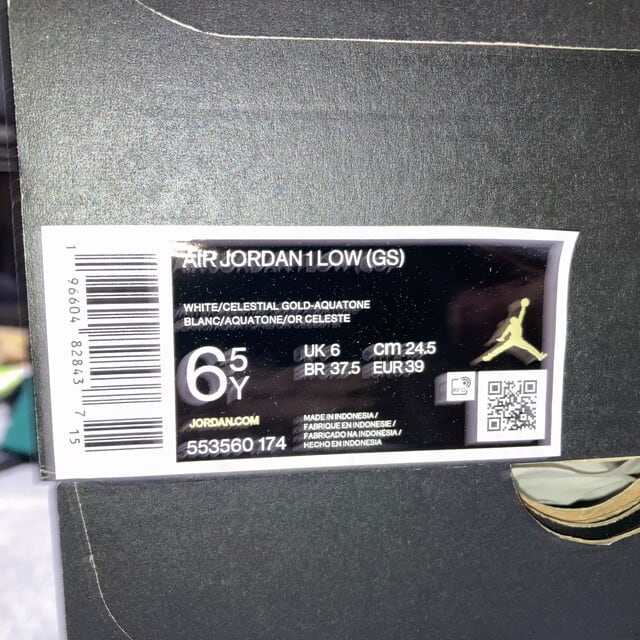 AIR JORDAN 1 LOW (GS)
WHITE/CELESTIAL GOLD-AQUATONE
BLANC/AQUATONE/OR CELESTE
6.5Y
UK 6 CM 24.5
BR 37.5 EUR 39
JORDAN.COM
553560 174
MADE IN INDONESIA /
FABRIQUE EN INDONESIE /
FABRICADO NA INDONÉSIA /
HECHO EN INDONESIA
RFID
1 96604 82843 7 15